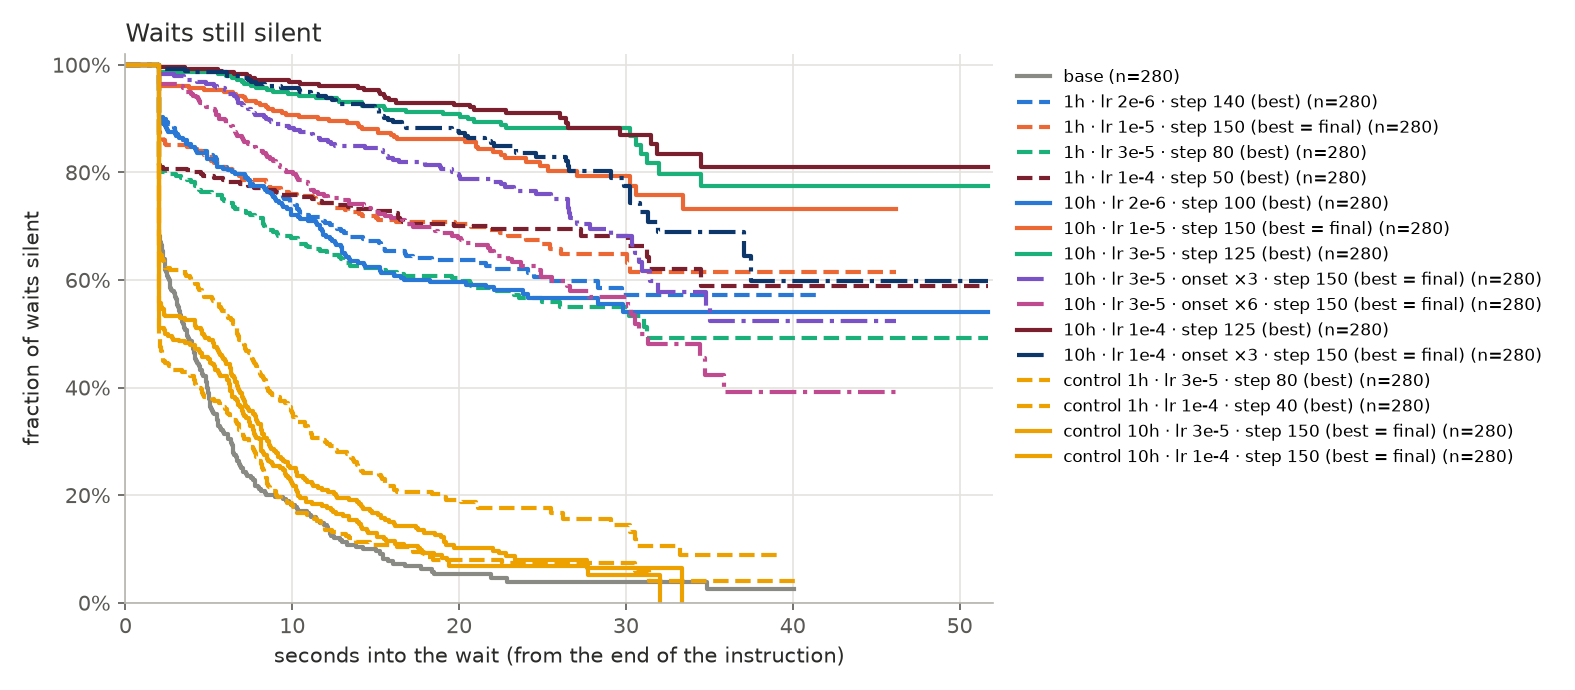 Waits still silent
100%
80%
60%
40%
20%
0%
0
10
20
30
40
50
fraction of waits silent
seconds into the wait (from the end of the instruction)
base (n=280)
1h · lr 2e-6 · step 140 (best) (n=280)
1h · lr 1e-5 · step 150 (best = final) (n=280)
1h · lr 3e-5 · step 80 (best) (n=280)
1h · lr 1e-4 · step 50 (best) (n=280)
10h · lr 2e-6 · step 100 (best) (n=280)
10h · lr 1e-5 · step 150 (best = final) (n=280)
10h · lr 3e-5 · step 125 (best) (n=280)
10h · lr 3e-5 · onset ×3 · step 150 (best = final) (n=280)
10h · lr 3e-5 · onset ×6 · step 150 (best = final) (n=280)
10h · lr 1e-4 · step 125 (best) (n=280)
10h · lr 1e-4 · onset ×3 · step 150 (best = final) (n=280)
control 1h · lr 3e-5 · step 80 (best) (n=280)
control 1h · lr 1e-4 · step 40 (best) (n=280)
control 10h · lr 3e-5 · step 150 (best = final) (n=280)
control 10h · lr 1e-4 · step 150 (best = final) (n=280)